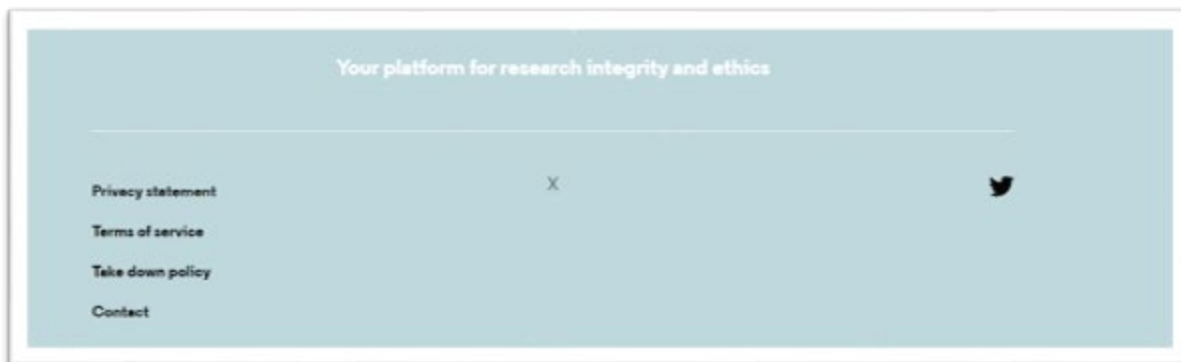 Your platform for research integrity and ethics
Privacy statement
X
Terms of service
Take down policy
Contact